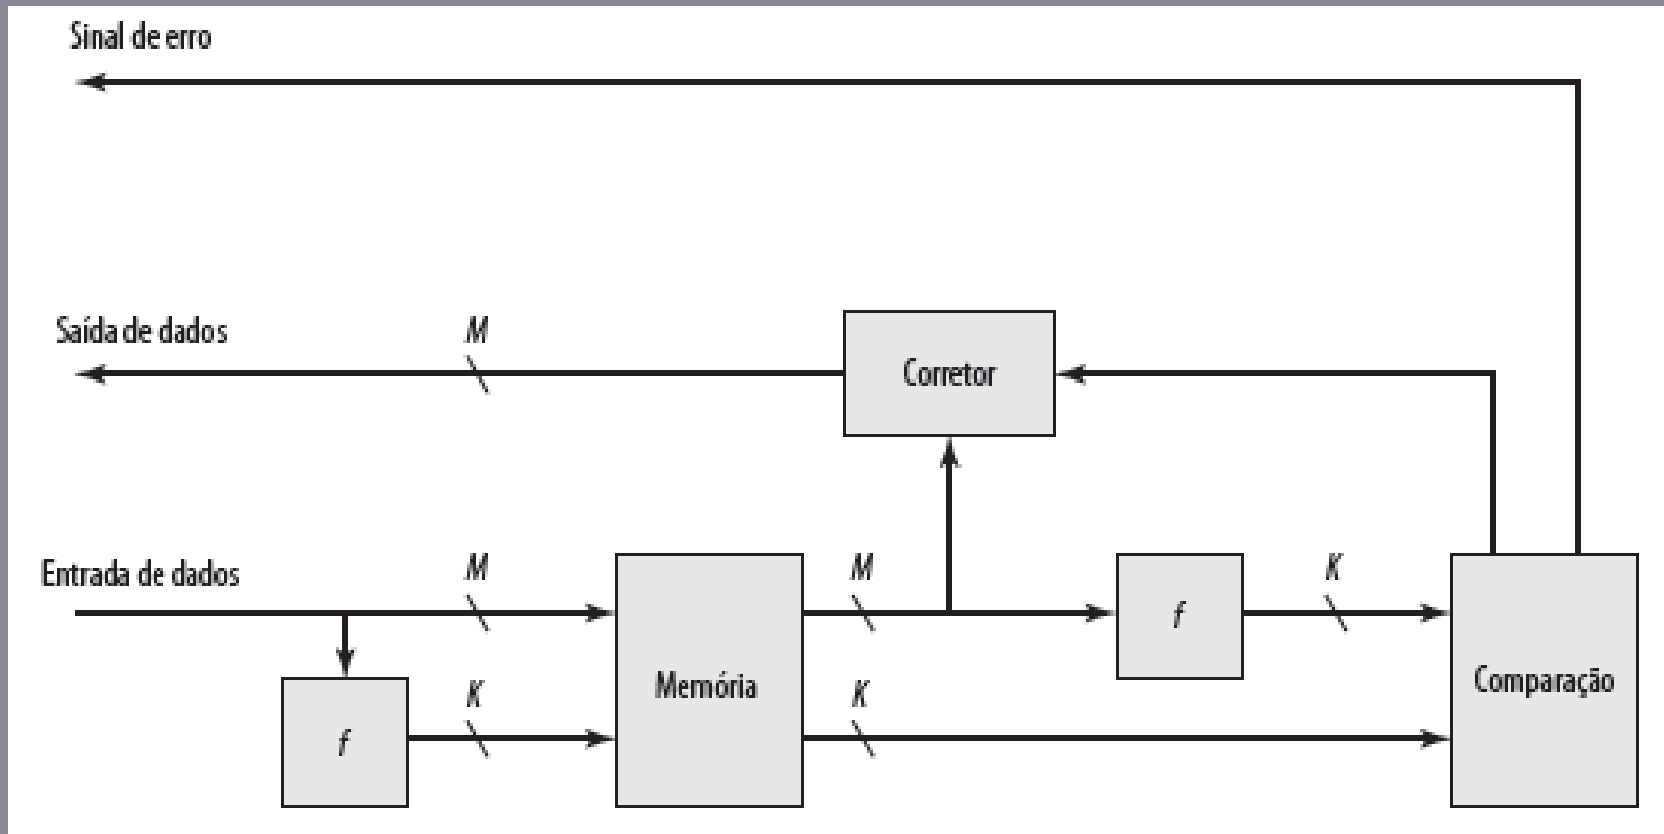 Sinal de erro
Saída de dados
M
Corretor
Entrada de dados
M
M
K
f
Comparação
Memória
K
K
f